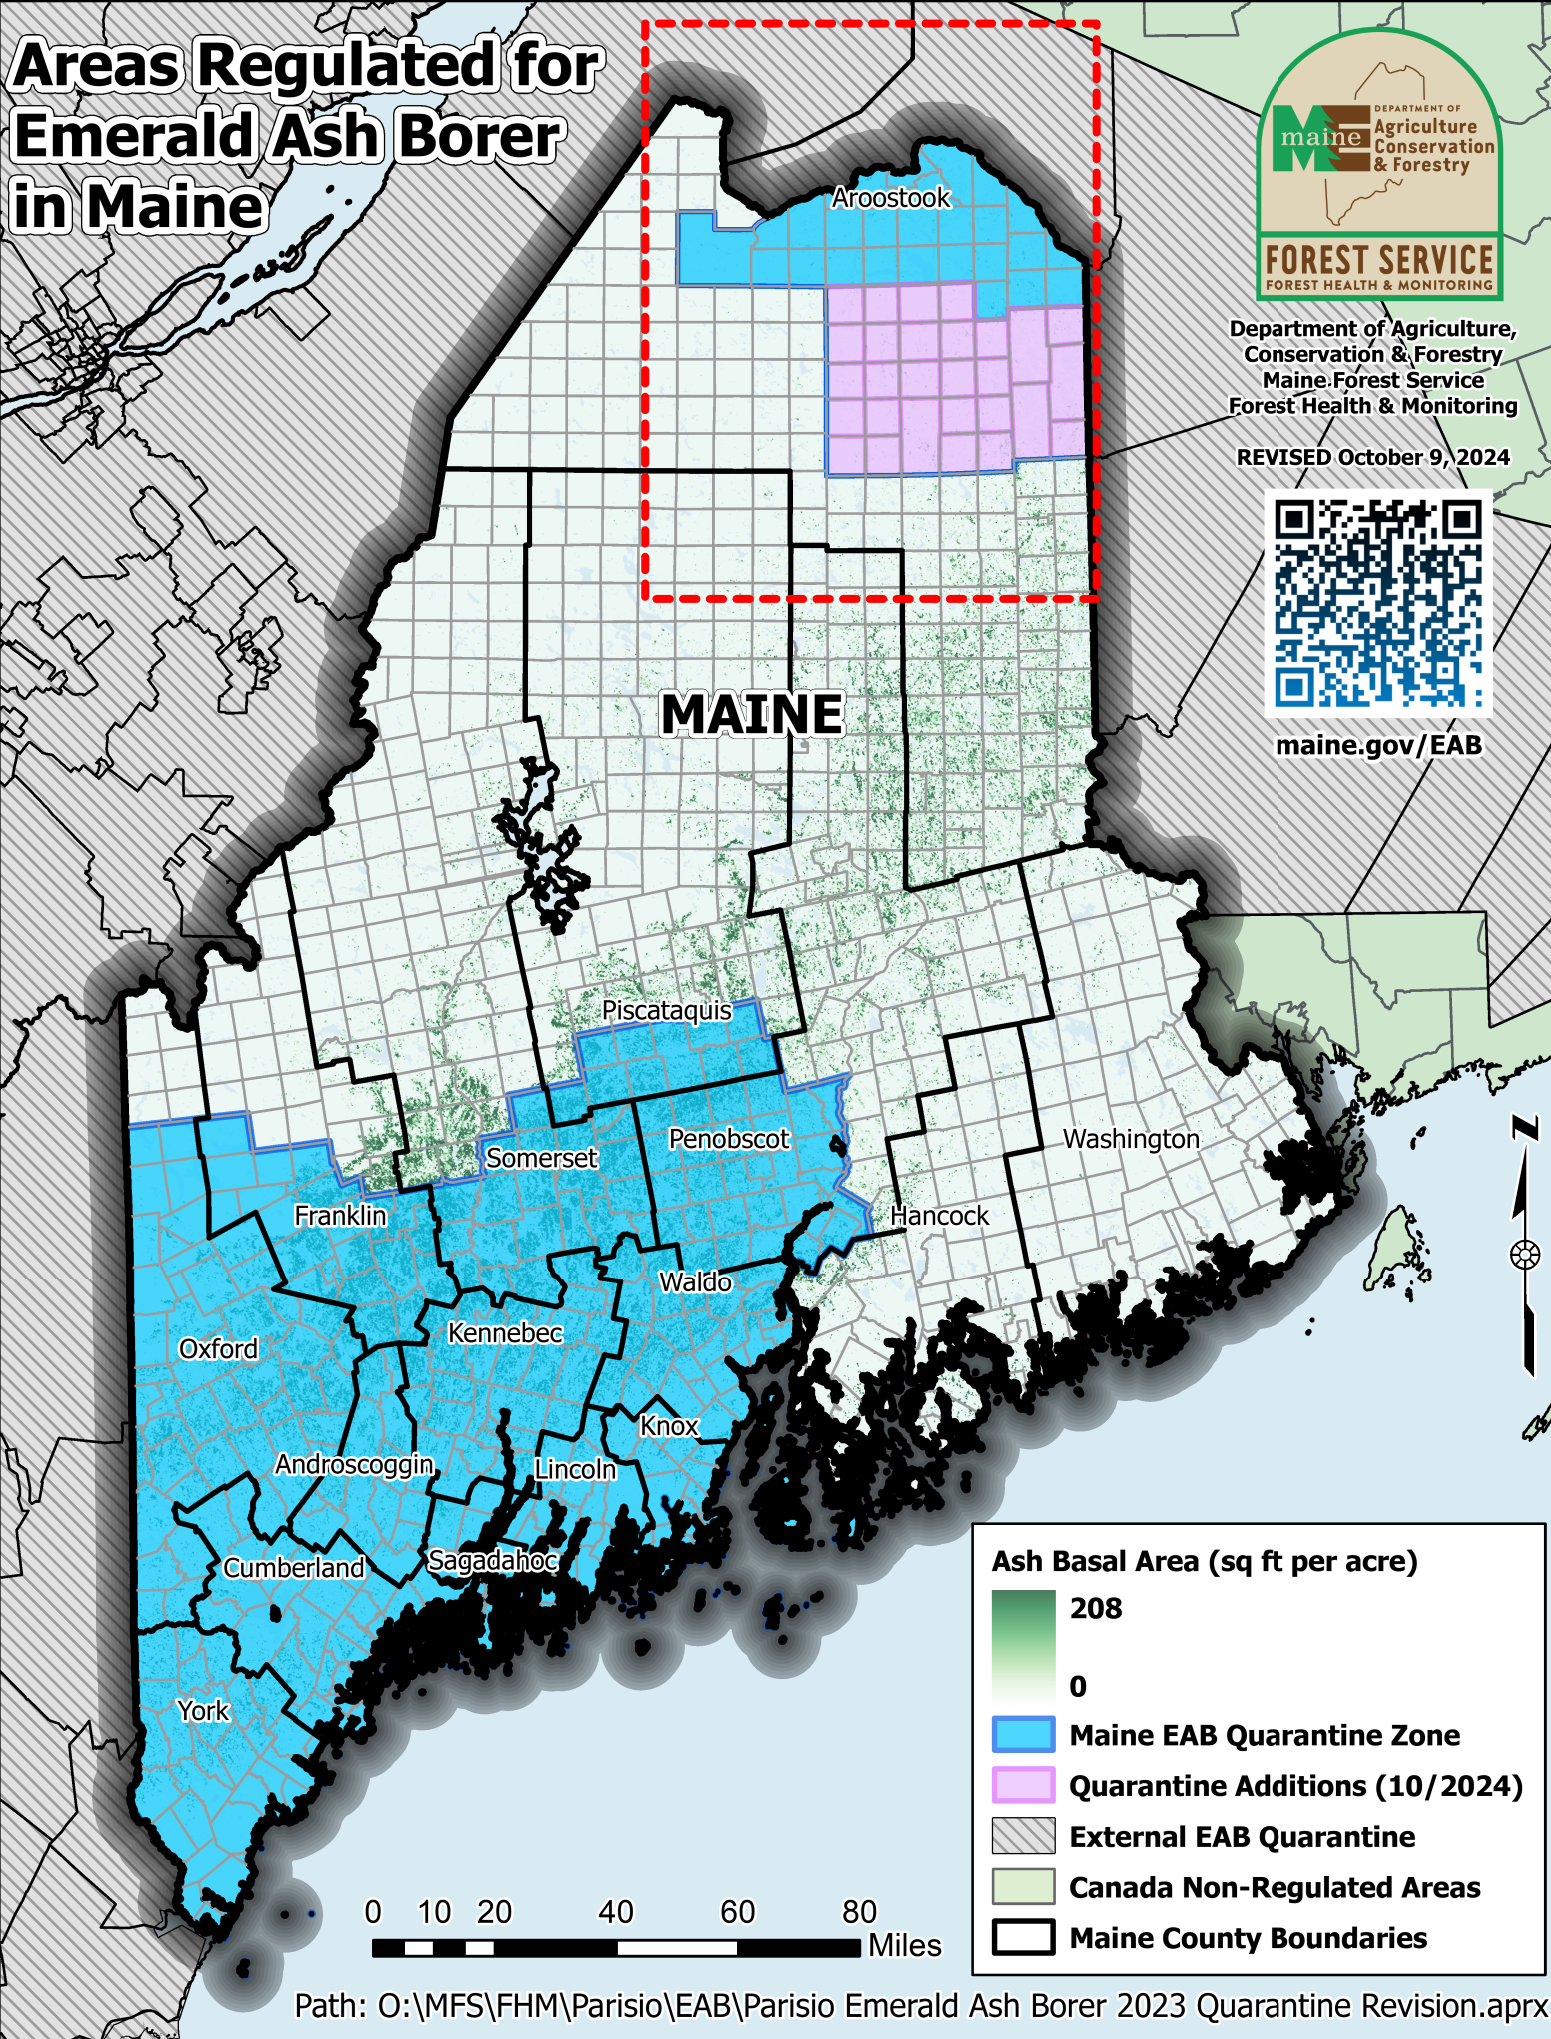 Areas Regulated for
Emerald Ash Borer
in Maine
maine
DEPARTMENT OF
Agriculture
Conservation
& Forestry
FOREST SERVICE
FOREST HEALTH & MONITORING
Department of Agriculture,
Conservation & Forestry
Maine Forest Service
Forest Health & Monitoring
REVISED October 9, 2024
maine.gov/EAB
Aroostook
MAINE
Piscataquis
Penobscot
Somerset
Washington
Franklin
Hancock
Waldo
Oxford
Kennebec
Knox
Androscoggin
Lincoln
Cumberland
Sagadahoc
York
N
Ash Basal Area (sq ft per acre)
208
0
Maine EAB Quarantine Zone
Quarantine Additions (10/2024)
External EAB Quarantine
Canada Non-Regulated Areas
Maine County Boundaries
0 10 20 40 60 80
Miles
Path: O:\MFS\FHM\Parisio\EAB\Parisio Emerald Ash Borer 2023 Quarantine Revision.aprx